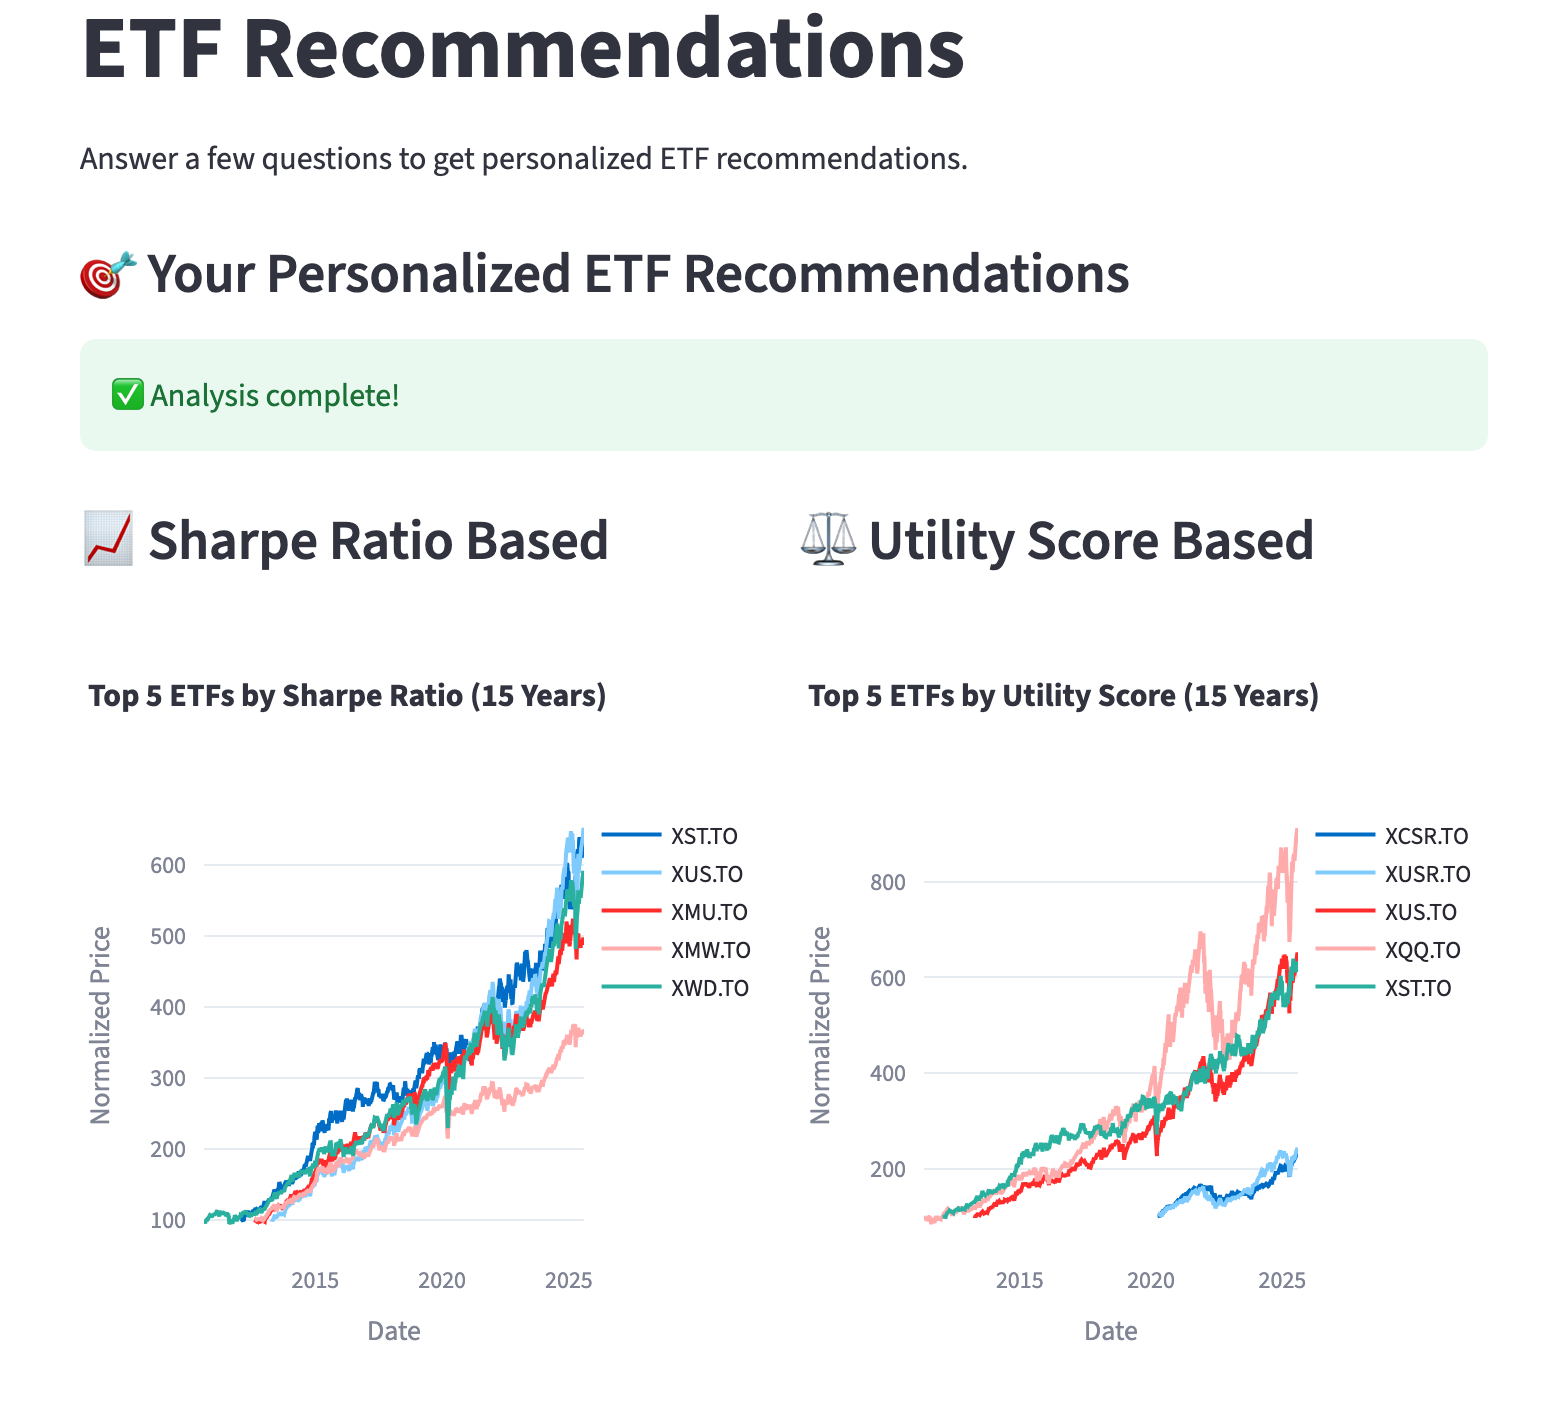 ETF Recommendations
Answer a few questions to get personalized ETF recommendations.
🎯 Your Personalized ETF Recommendations
✅ Analysis complete!
📈 Sharpe Ratio Based
Top 5 ETFs by Sharpe Ratio (15 Years)
Normalized Price
600
500
400
300
200
100
2015 2020 2025
Date
XST.TO
XUS.TO
XMU.TO
XMW.TO
XWD.TO
⚖️ Utility Score Based
Top 5 ETFs by Utility Score (15 Years)
Normalized Price
800
600
400
200
2015 2020 2025
Date
XCSR.TO
XUSR.TO
XUS.TO
XQQ.TO
XST.TO